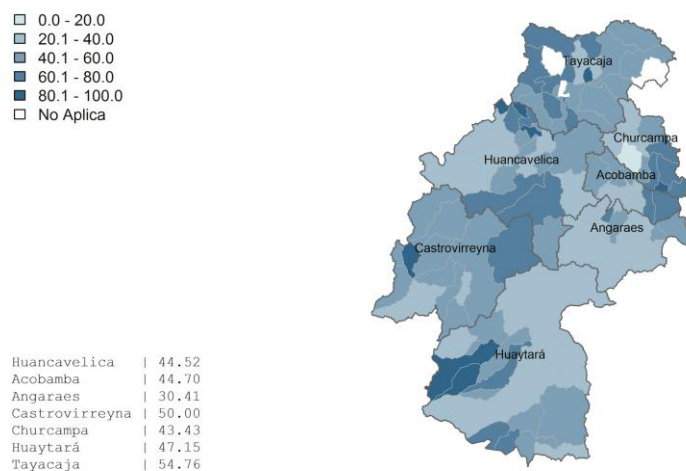 0.0 - 20.0
20.1 - 40.0
40.1 - 60.0
60.1 - 80.0
80.1 - 100.0
No Aplica
Tayacaja
Churcampa
Huancavelica
Acobamba
Angaraes
Castrovirreyna
Huaytará
Huancavelica | 44.52
Acobamba | 44.70
Angaraes | 30.41
Castrovirreyna | 50.00
Churcampa | 43.43
Huaytará | 47.15
Tayacaja | 54.76